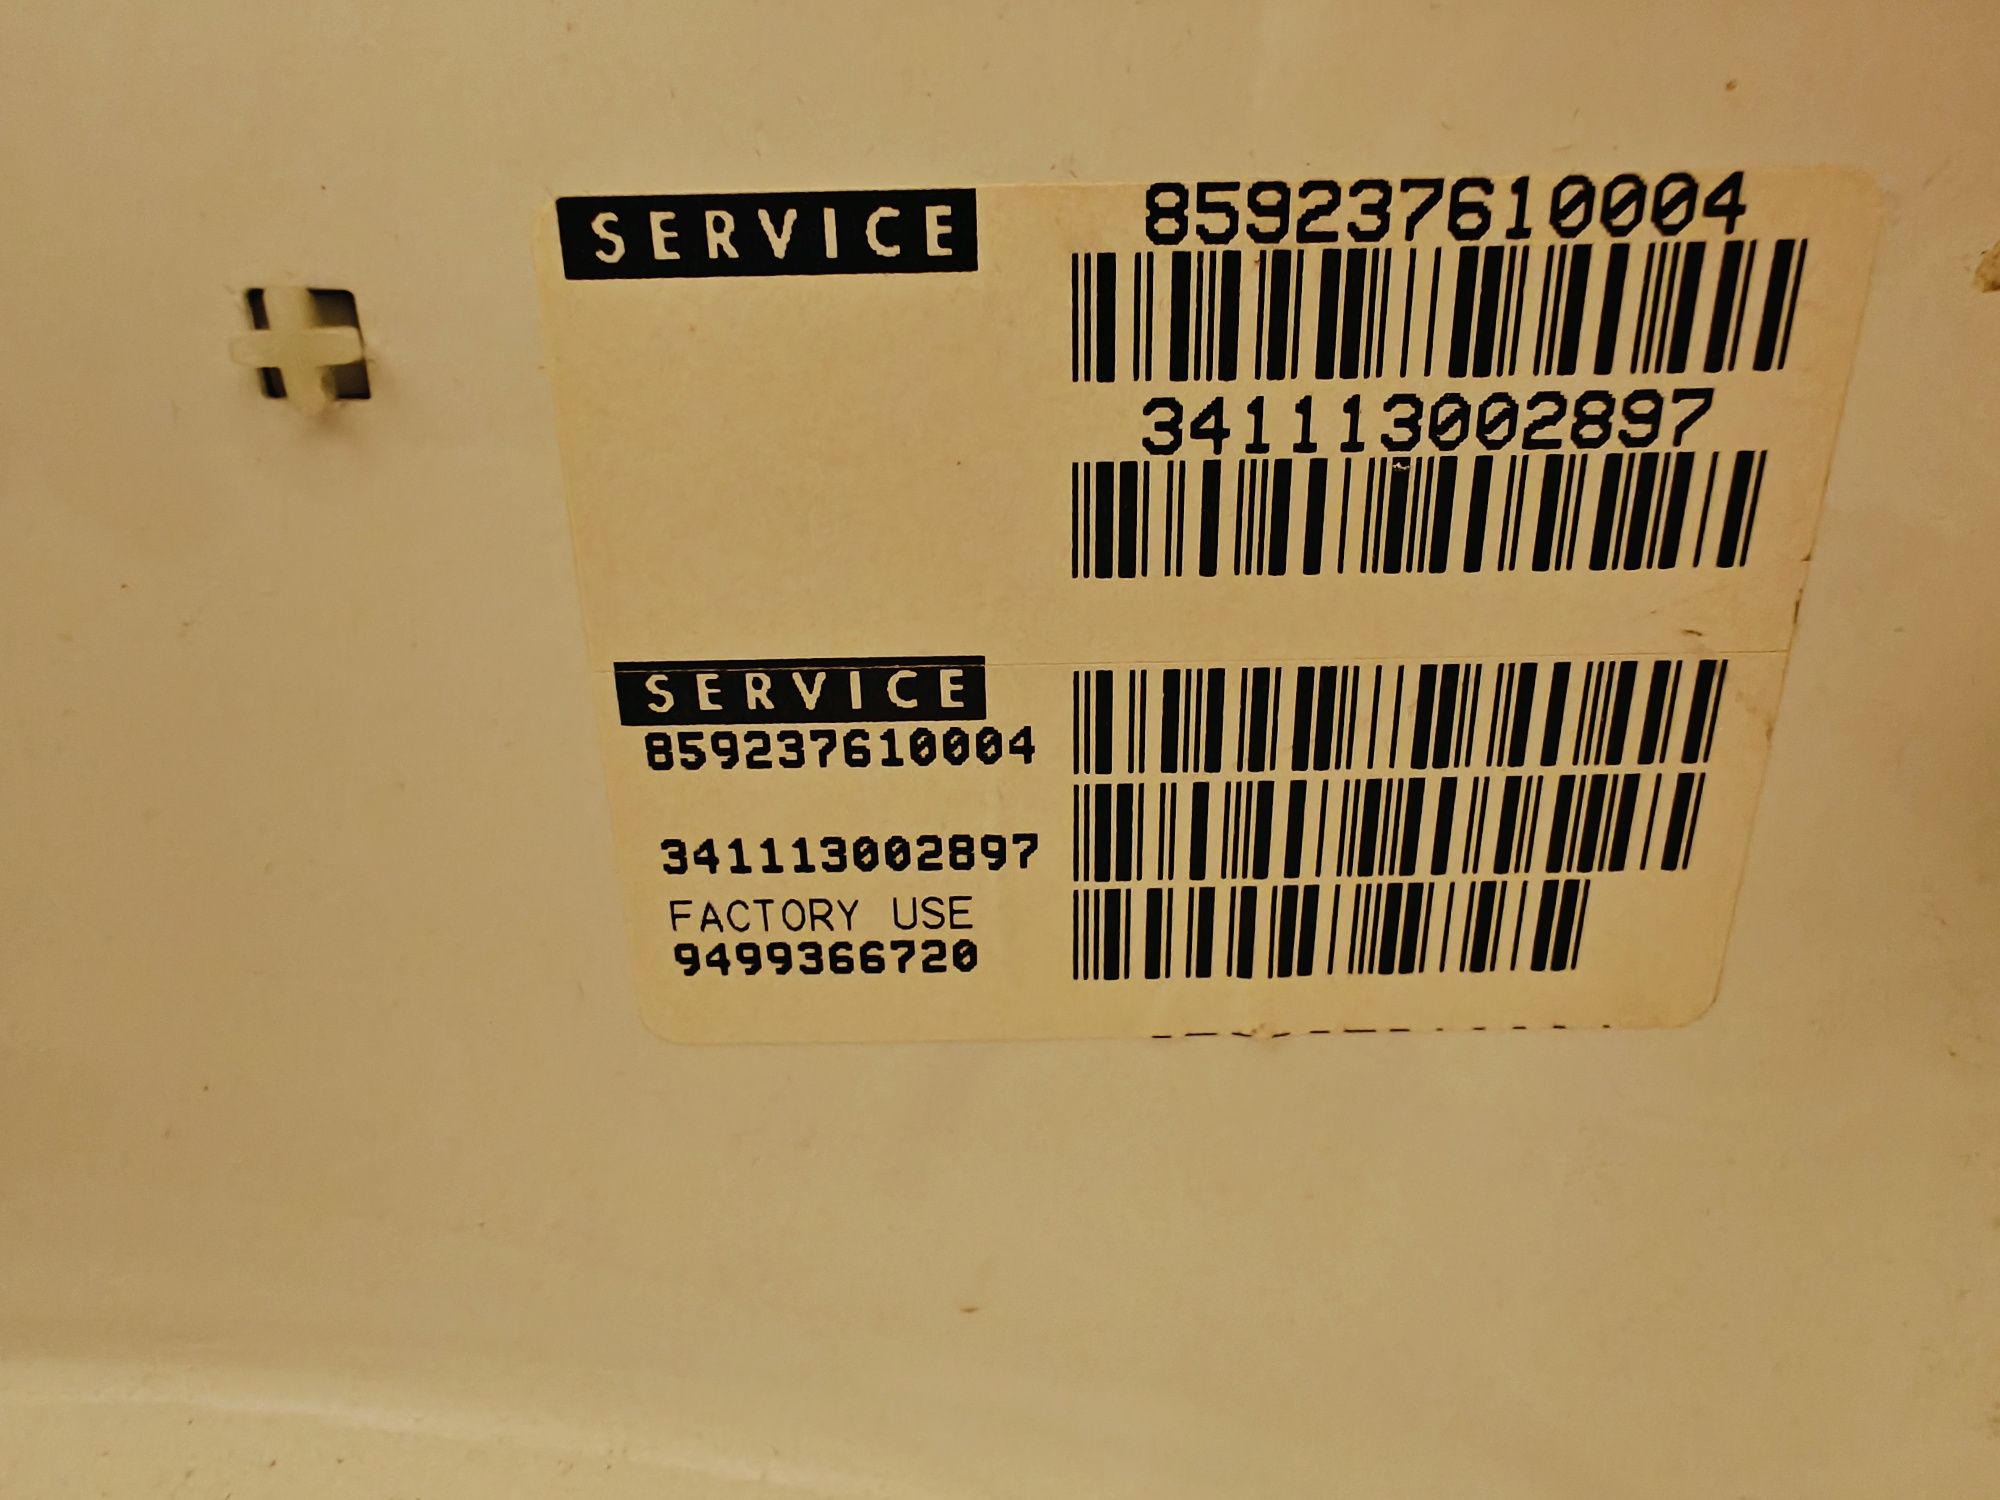 SERVICE
859237610004
341113002897
SERVICE
859237610004
341113002897
FACTORY USE
9499366720